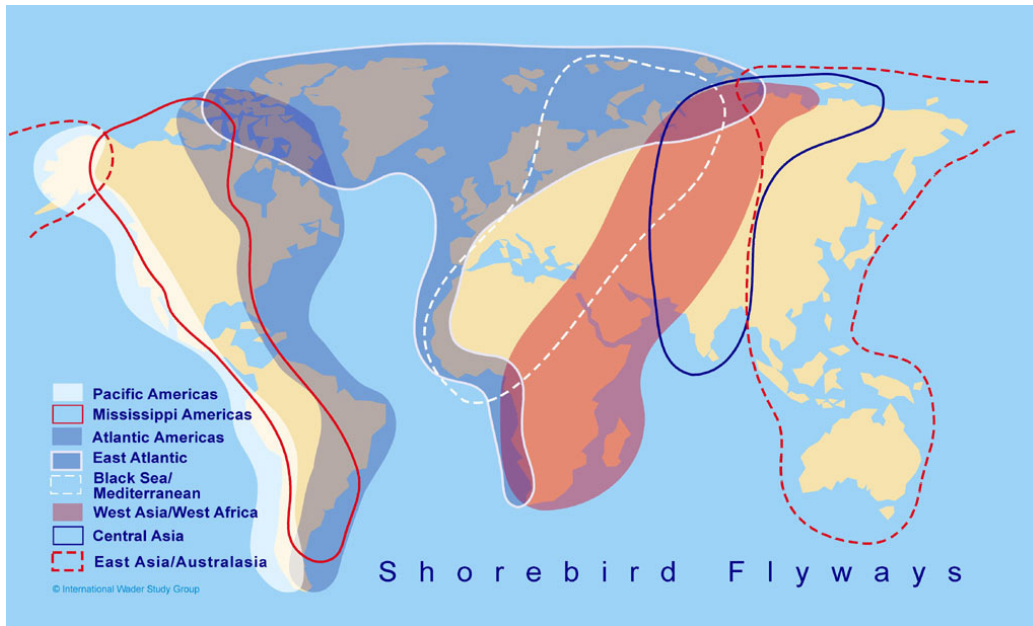 Pacific Americas
Mississippi Americas
Atlantic Americas
East Atlantic
Black Sea/
Mediterranean
West Asia/West Africa
Central Asia
East Asia/Australasia
© International Wader Study Group
Shorebird Flyways